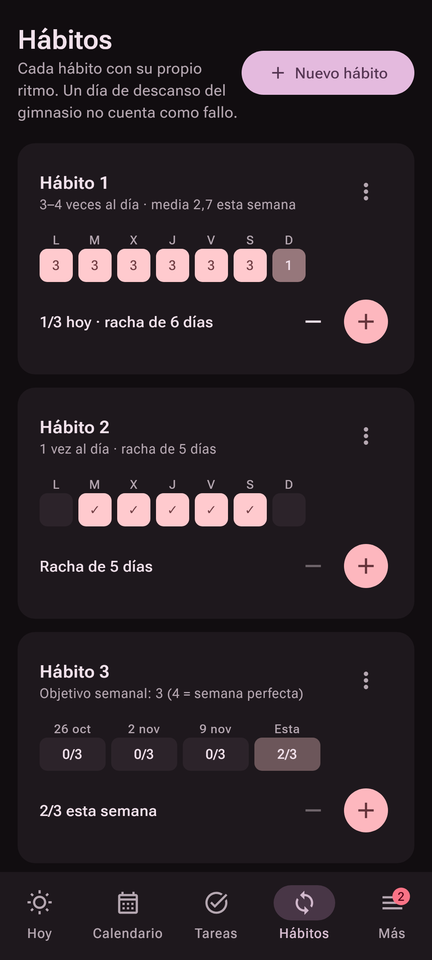 Hábitos
Cada hábito con su propio
ritmo. Un día de descanso del
gimnasio no cuenta como fallo.
+ Nuevo hábito
Hábito 1
3–4 veces al día · media 2,7 esta semana
L M X J V S D
3 3 3 3 3 3 1
1/3 hoy · racha de 6 días
Hábito 2
1 vez al día · racha de 5 días
L M X J V S D
✓ ✓ ✓ ✓ ✓
Racha de 5 días
Hábito 3
Objetivo semanal: 3 (4 = semana perfecta)
26 oct 2 nov 9 nov Esta
0/3 0/3 0/3 2/3
2/3 esta semana
2
Hoy Calendario Tareas Hábitos Más